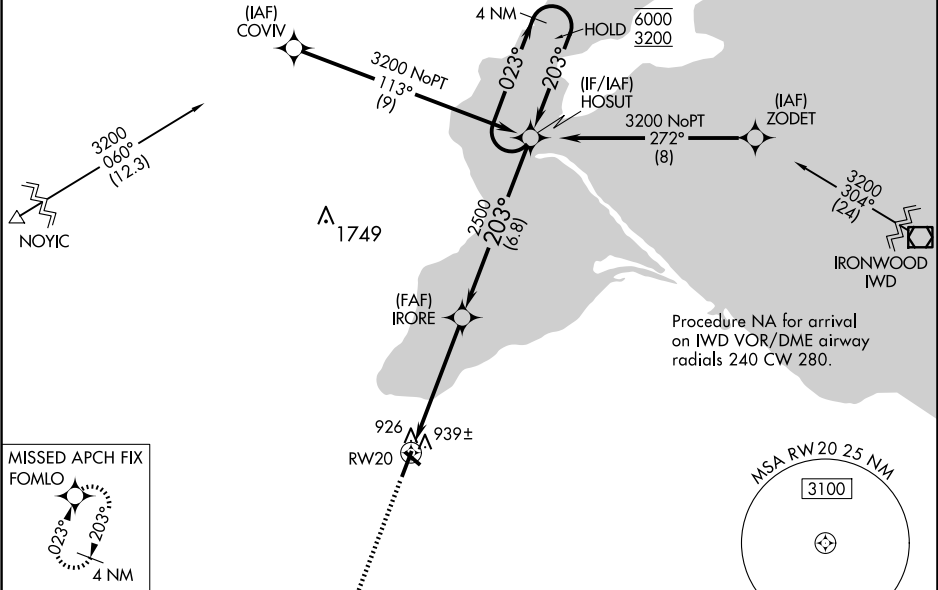 (IAF)
COVIV
4 NM
HOLD
6000
3200
023°
203°
3200 NoPT
113°
(9)
(IF/IAF)
HOSUT
(IAF)
ZODET
3200 NoPT
272°
(8)
3200
060°
(12.3)
NOYIC
1749
2500
203°
(6.8)
3200
304°
(24)
IRONWOOD
IWD
(FAF)
IRORE
Procedure NA for arrival
on IWD VOR/DME airway
radials 240 CW 280.
926
939±
RW20
MISSED APCH FIX
FOMLO
023°
203°
4 NM
MSA RW20 25 NM
3100